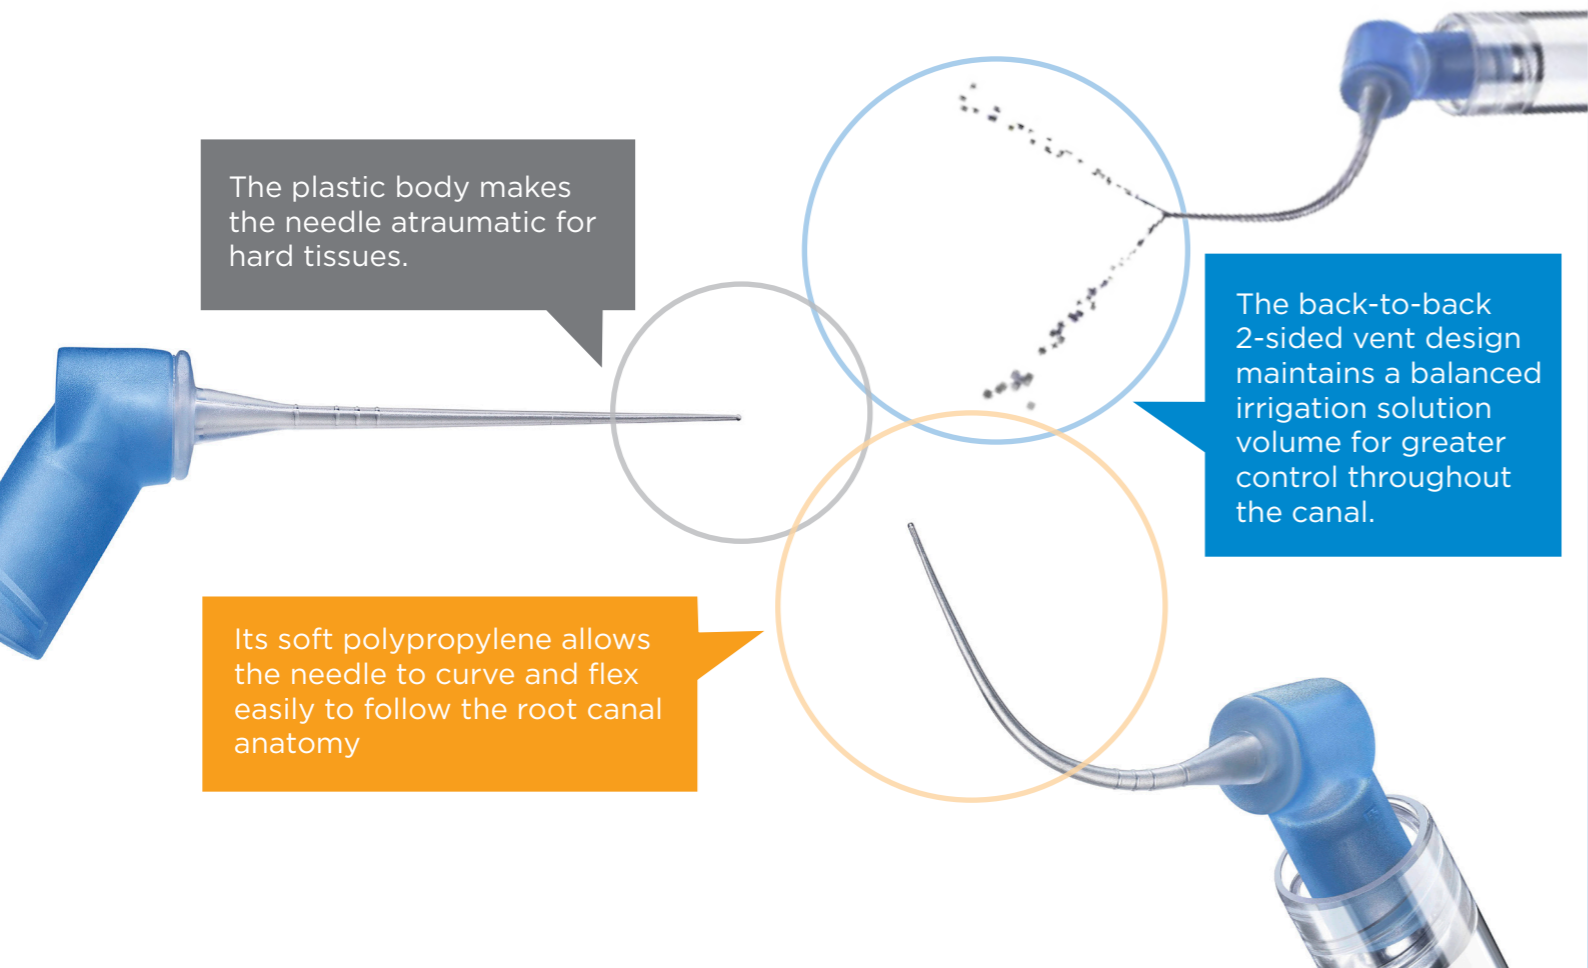 The plastic body makes
the needle atraumatic for
hard tissues.
The back-to-back
2-sided vent design
maintains a balanced
irrigation solution
volume for greater
control throughout
the canal.
Its soft polypropylene allows
the needle to curve and flex
easily to follow the root canal
anatomy